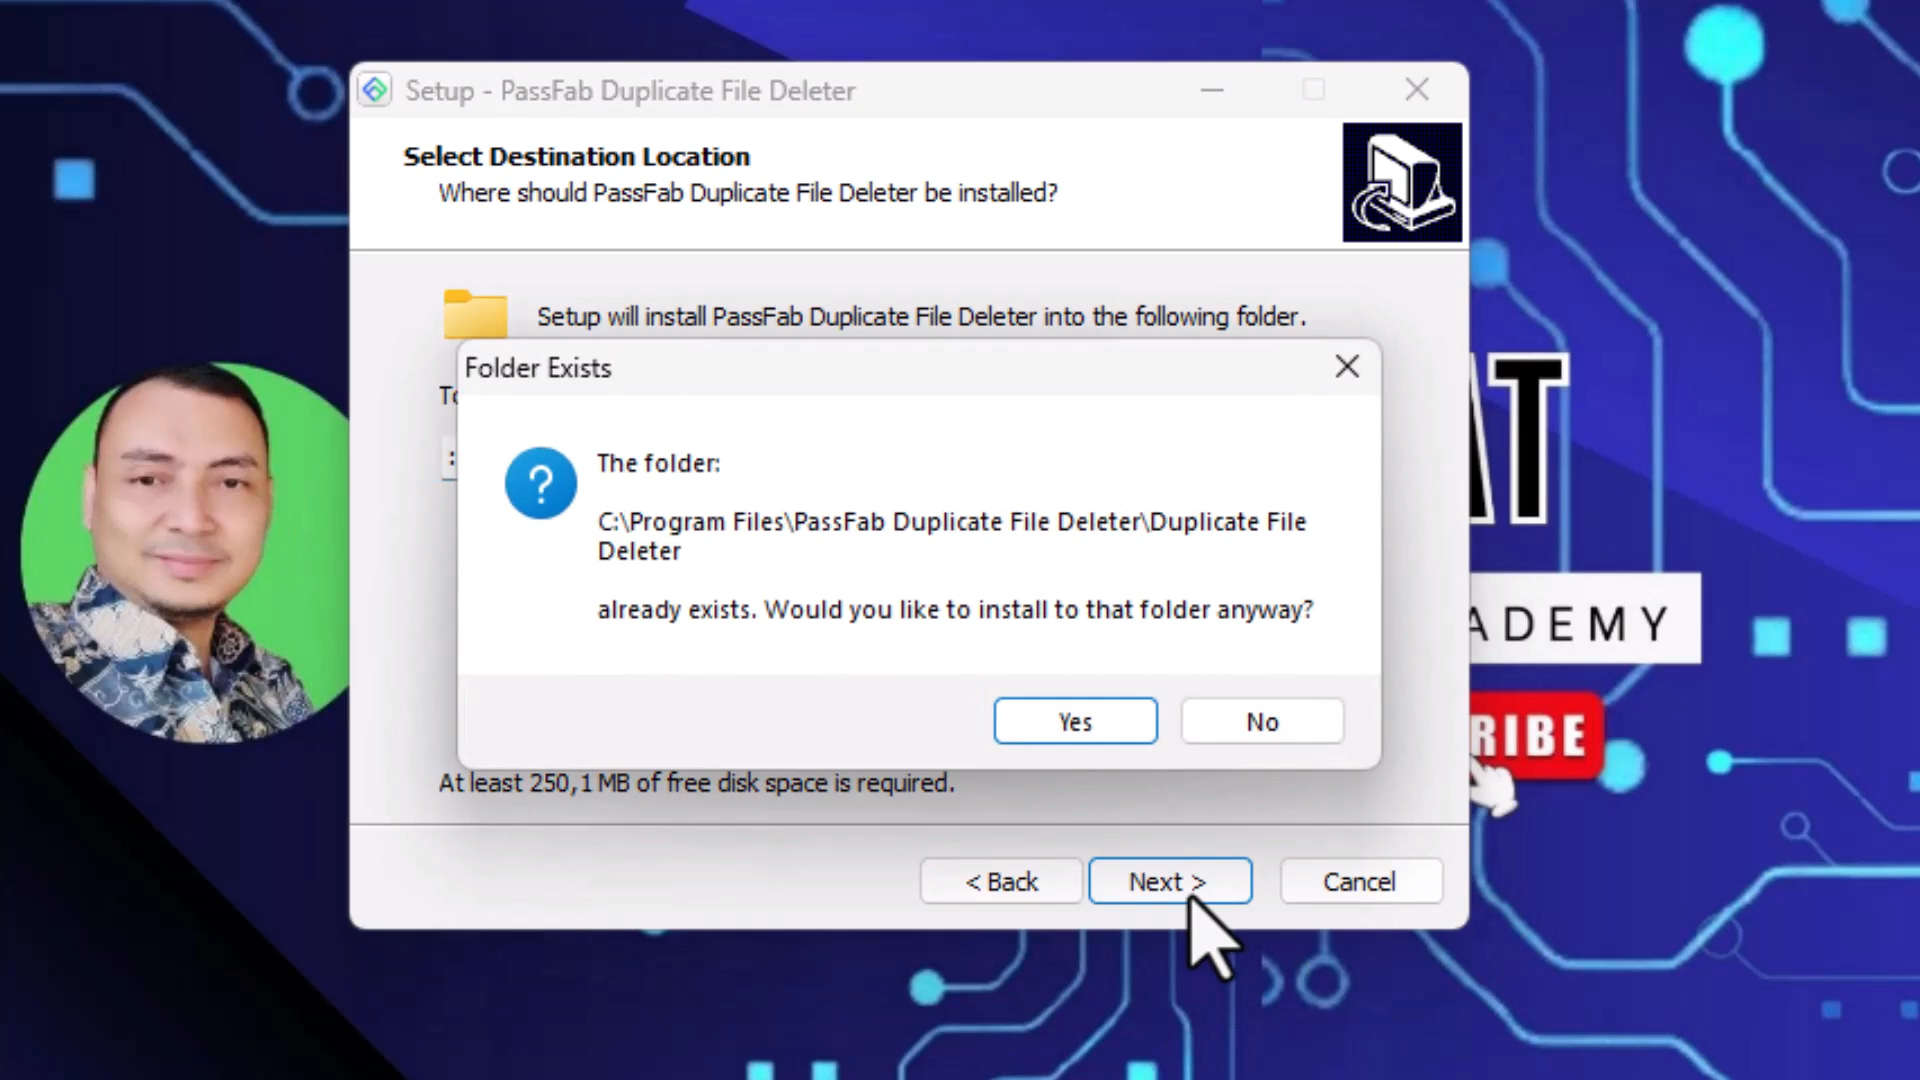 Setup - PassFab Duplicate File Deleter
Select Destination Location
Where should PassFab Duplicate File Deleter be installed?
Setup will install PassFab Duplicate File Deleter into the following folder.
Folder Exists
The folder:
C:\Program Files\PassFab Duplicate File Deleter\Duplicate File
Deleter
already exists. Would you like to install to that folder anyway?
Yes
No
At least 250,1 MB of free disk space is required.
< Back
Next >
Cancel
AT
ADEMY
RIBE